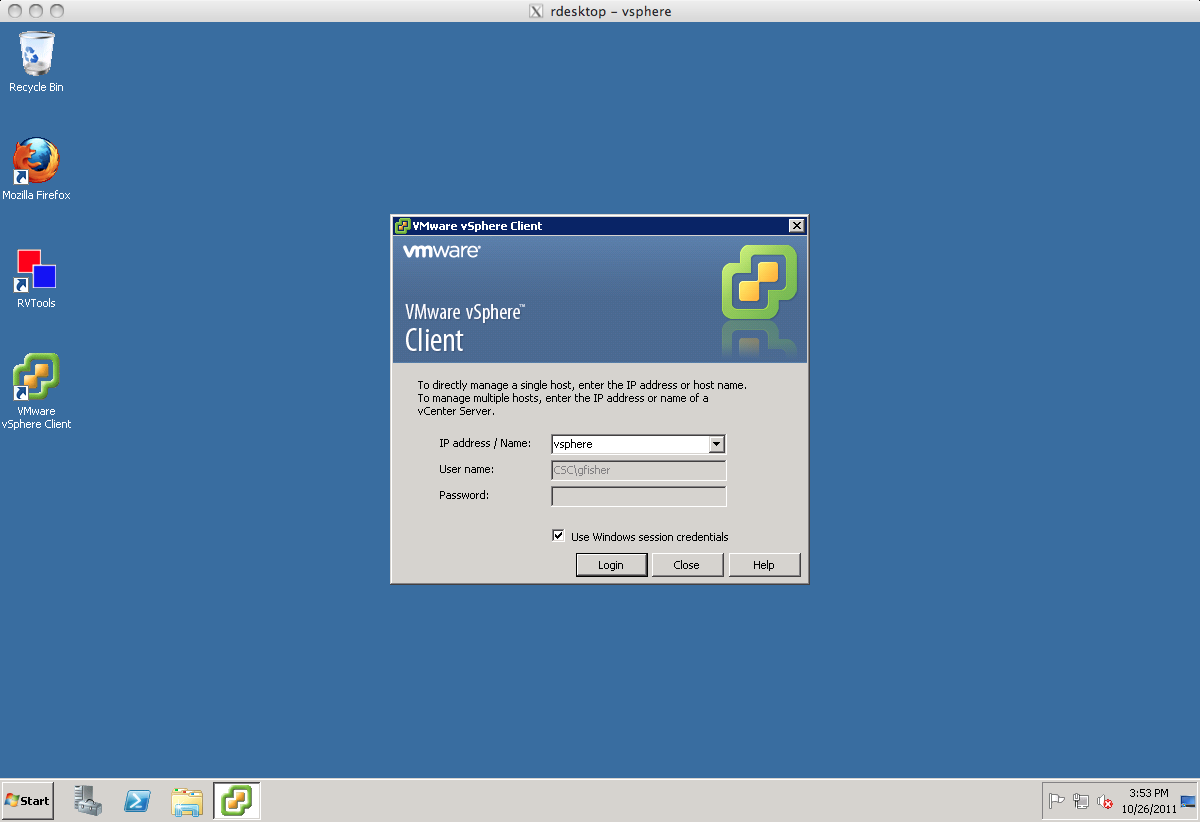 rdesktop – vsphere
Recycle Bin
Mozilla Firefox
RVTools
VMware
vSphere Client
VMware vSphere Client
vmware®
VMware vSphere™
Client
To directly manage a single host, enter the IP address or host name.
To manage multiple hosts, enter the IP address or name of a
vCenter Server.
IP address / Name:
vsphere
User name:
CSC\gfisher
Password:
Use Windows session credentials
Login
Close
Help
Start
3:53 PM
10/26/2011